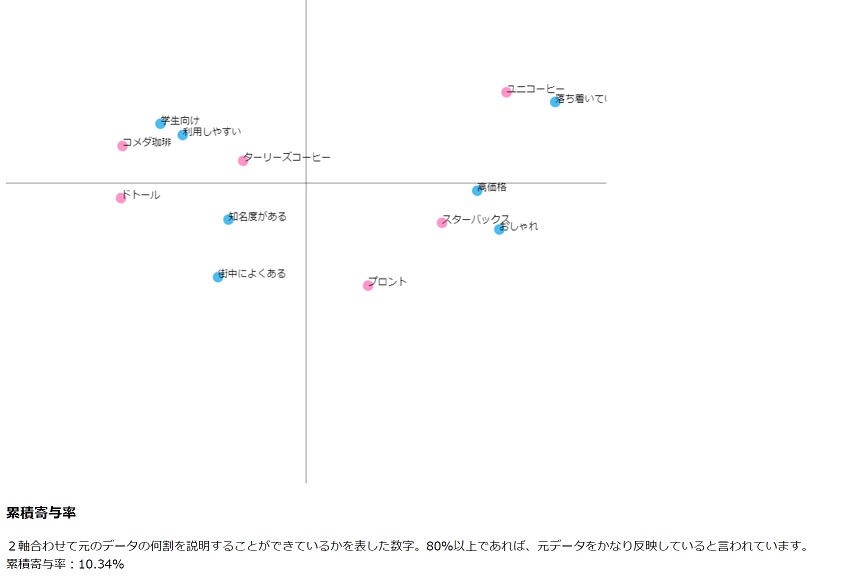 ユニコーヒー
落ち着いてい
学生向け
利用しやすい
コメダ珈琲
ターリーズコーヒー
高価格
ドトール
知名度がある
スターバックス
おしゃれ
街中によくある
プロント
累積寄与率
２軸合わせて元のデータの何割を説明することができているかを表した数字。80%以上であれば、元データをかなり反映していると言われています。
累積寄与率：10.34%